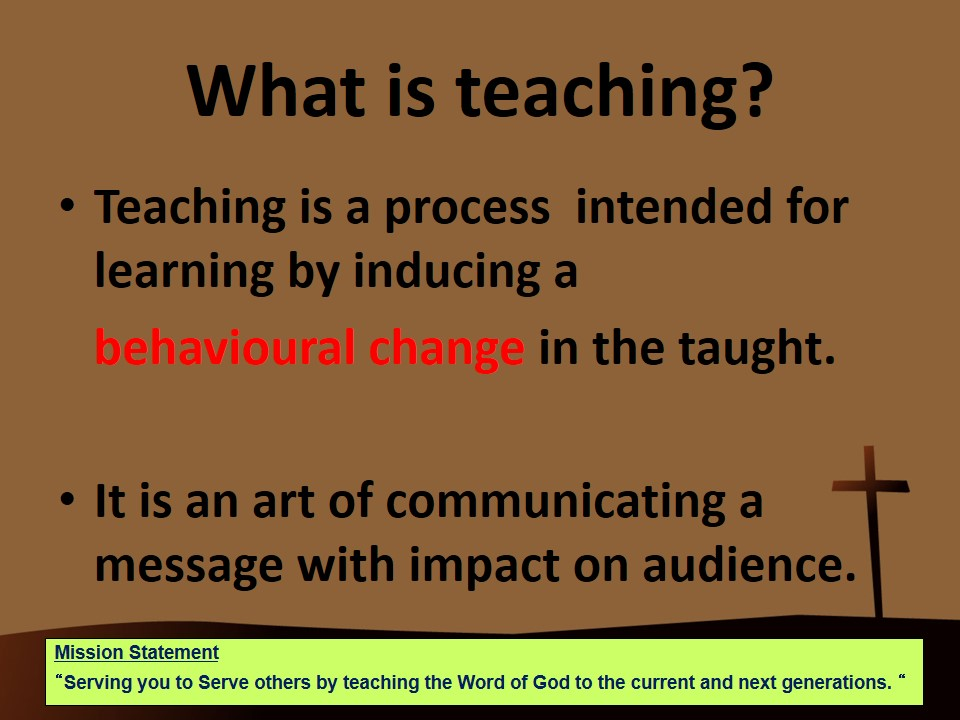 What is teaching?
• Teaching is a process  intended for
learning by inducing a
behavioural change in the taught.
• It is an art of communicating a
message with impact on audience.
Mission Statement
“Serving you to Serve others by teaching the Word of God to the current and next generations. “